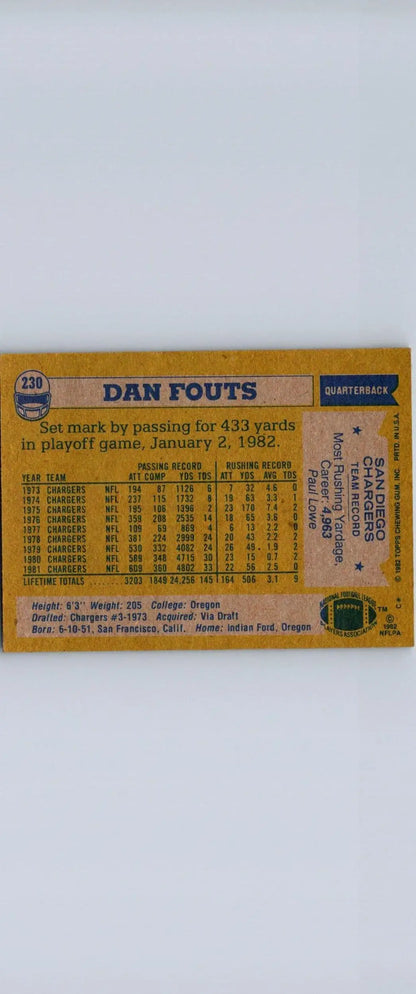 230
DAN FOUTS
QUARTERBACK
Set mark by passing for 433 yards
in playoff game, January 2, 1982.
PASSING RECORD RUSHING RECORD
YEAR TEAM ATT COMP YDS TDS ATT YDS AVG TDS
1973 CHARGERS NFL 194 87 1126 6 7 32 4.6 0
1974 CHARGERS NFL 237 115 1732 8 19 63 3.3 1
1975 CHARGERS NFL 195 106 1396 2 23 170 7.4 2
1976 CHARGERS NFL 359 208 2535 14 18 65 3.6 0
1977 CHARGERS NFL 109 69 869 4 6 13 2.2 0
1978 CHARGERS NFL 381 224 2999 24 20 43 2.2 2
1979 CHARGERS NFL 530 332 4082 24 26 49 1.9 2
1980 CHARGERS NFL 589 348 4715 30 23 15 0.7 2
1981 CHARGERS NFL 609 360 4802 33 22 56 2.5 0
LIFETIME TOTALS 3203 1849 24,256 145 164 506 3.1 9
Height: 6'3" Weight: 205 College: Oregon
Drafted: Chargers #3-1973 Acquired: Via Draft
Born: 6-10-51, San Francisco, Calif. Home: Indian Ford, Oregon
SAN DIEGO
CHARGERS
TEAM RECORD
Most Rushing Yardage,
Career: 4,963
Paul Lowe
© 1982 TOPPS CHEWING GUM, INC. PRTD. IN U.S.A.
C*
NATIONAL FOOTBALL LEAGUE
PLAYERS ASSOCIATION
TM
©
1982
NFLPA